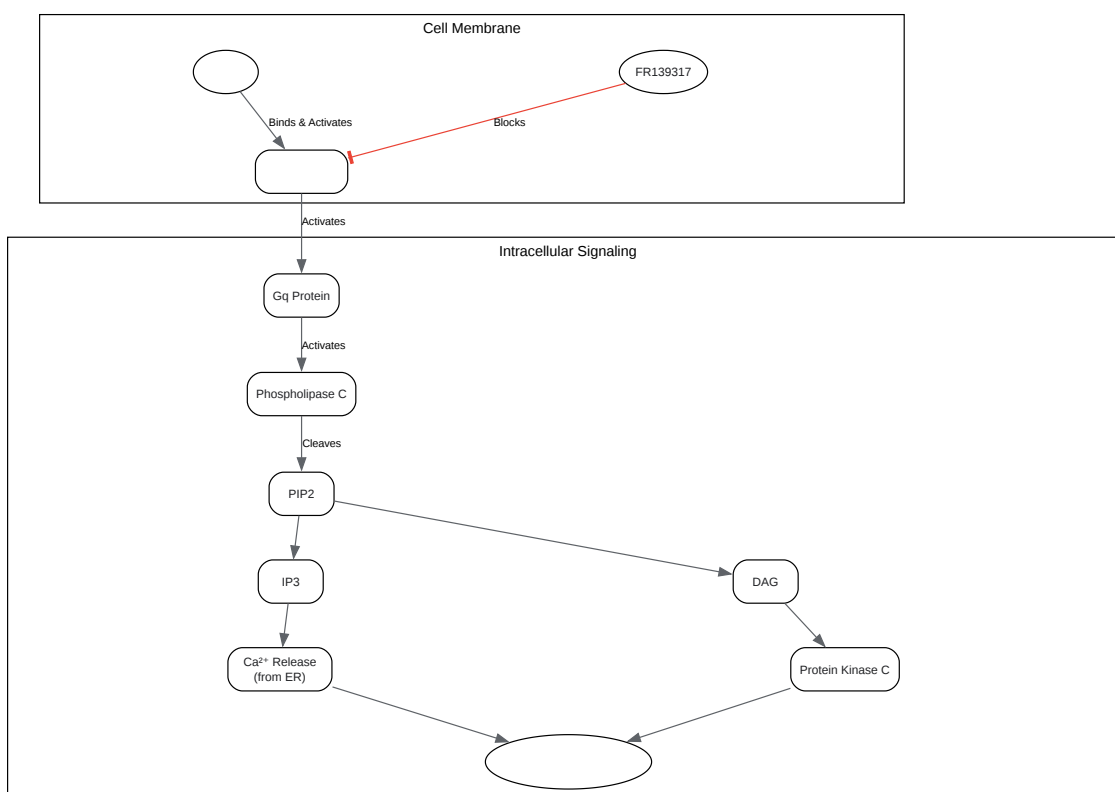 Cell Membrane
FR139317
Binds & Activates
Blocks
Activates
Intracellular Signaling
Gq Protein
Activates
Phospholipase C
Cleaves
PIP2
IP3
DAG
Ca²⁺ Release
(from ER)
Protein Kinase C